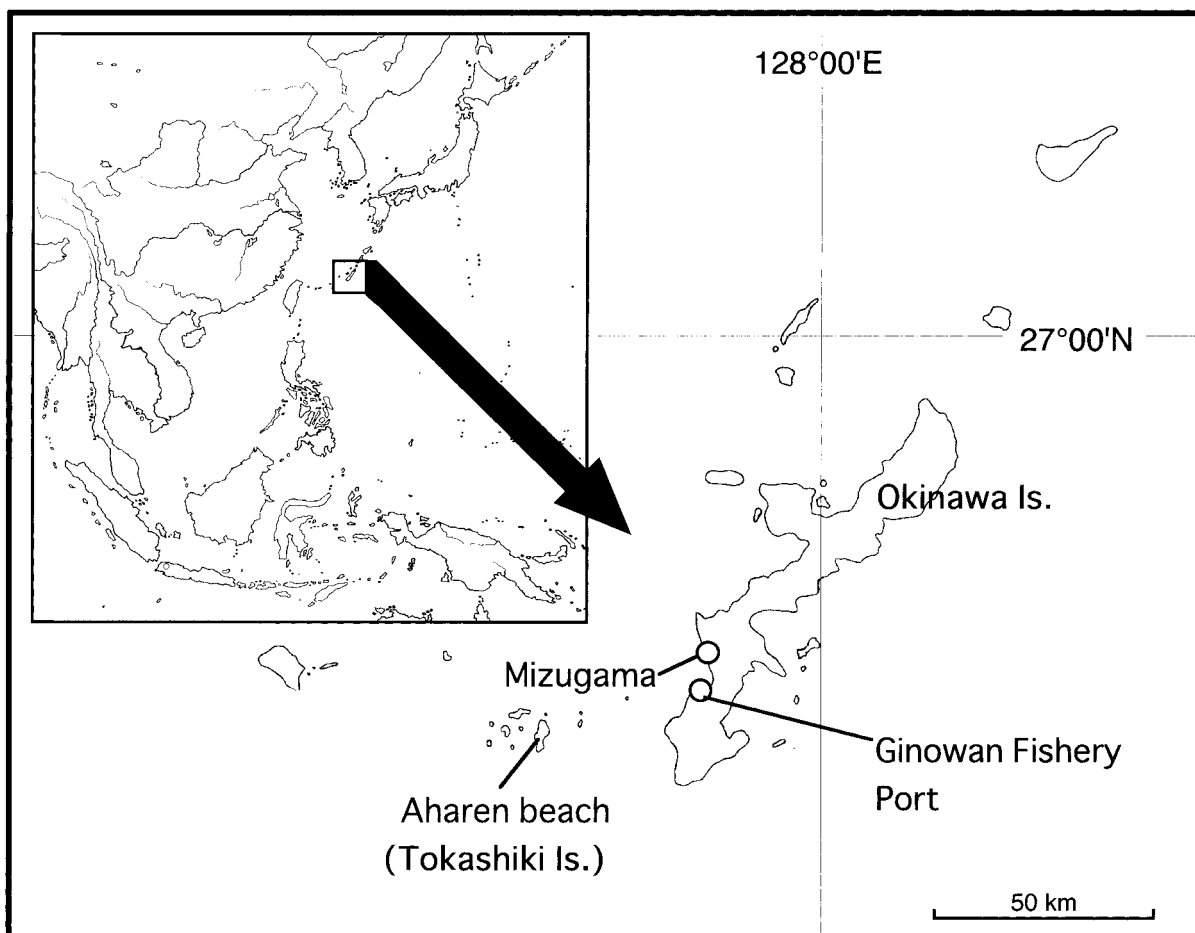 128°00'E
27°00'N
Okinawa Is.
Mizugama
Ginowan Fishery
Port
Aharen beach
(Tokashiki Is.)
50 km